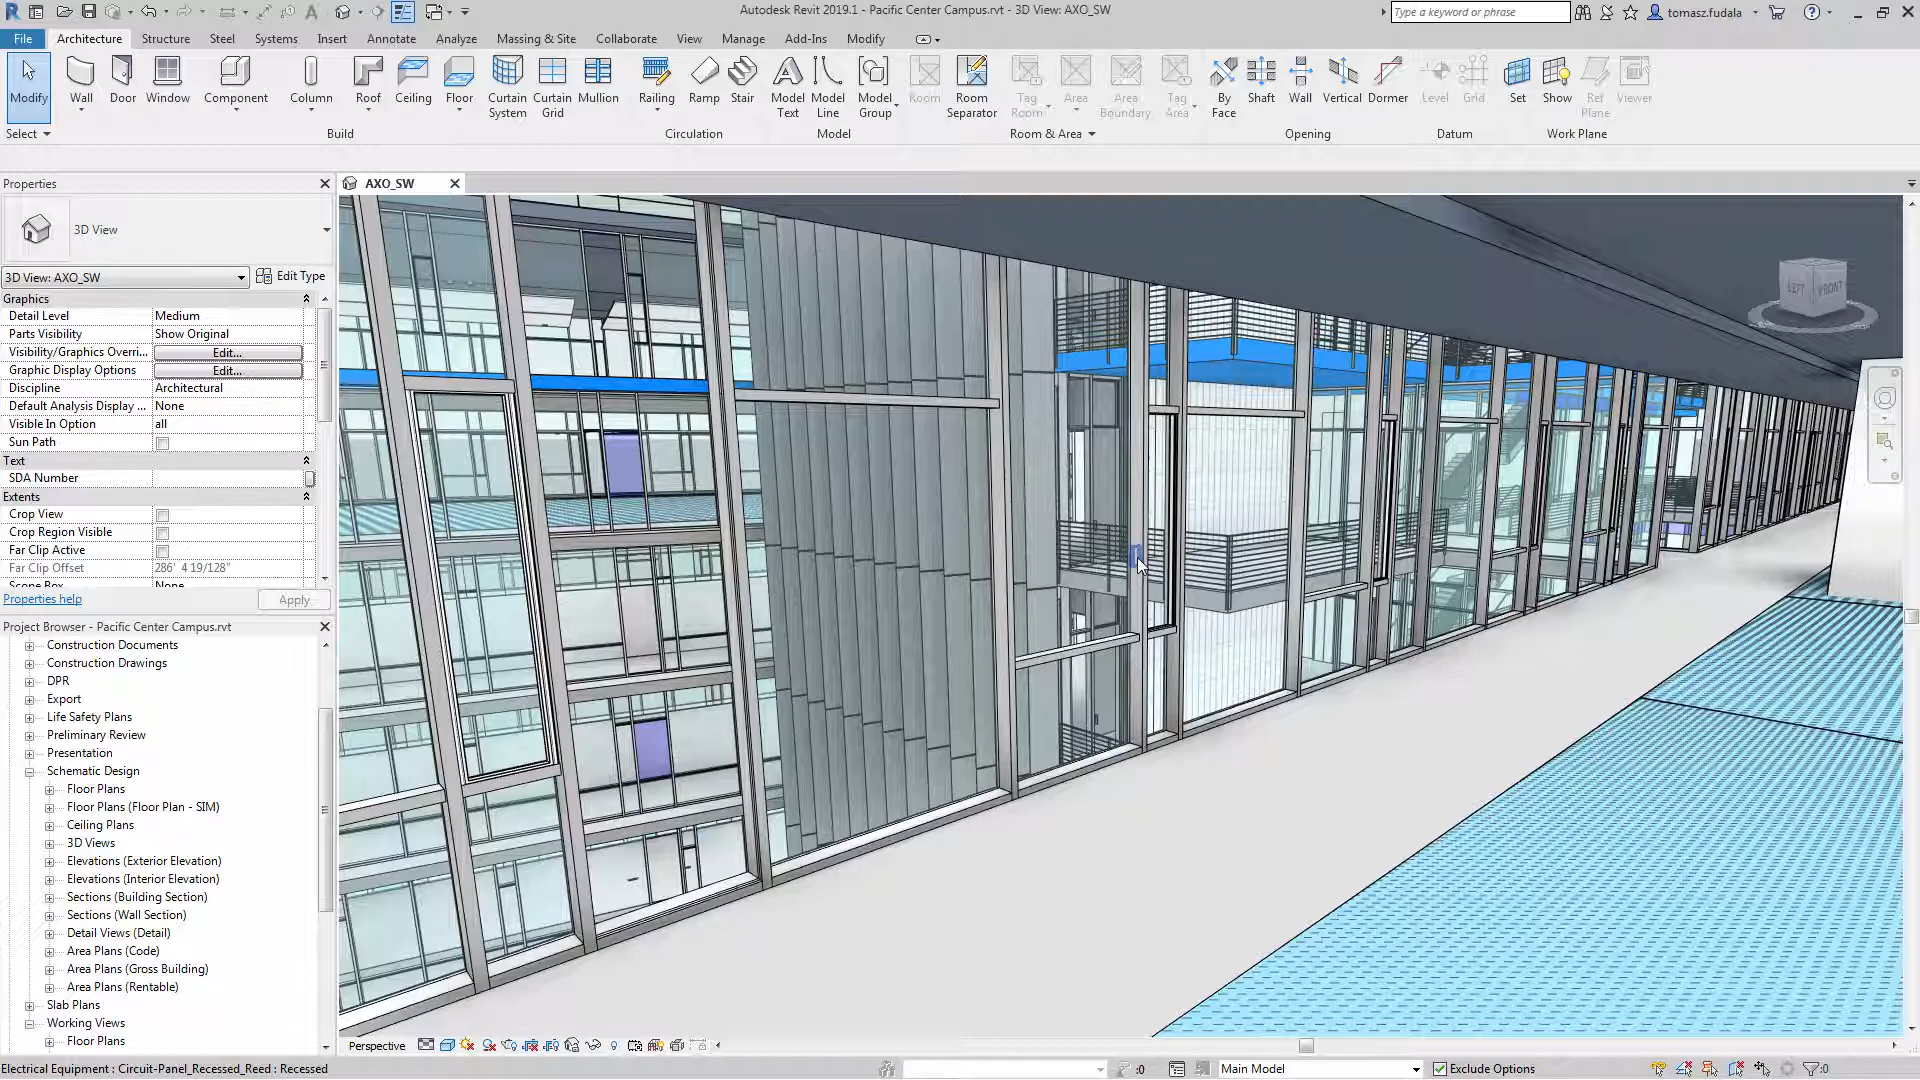 Autodesk Revit 2019.1 - Pacific Center Campus.rvt - 3D View: AXO_SW
Type a keyword or phrase
tomasz.fudala
File Architecture Structure Steel Systems Insert Annotate Analyze Massing & Site Collaborate View Manage Add-Ins Modify
Modify Wall Door Window Component Column Roof Ceiling Floor Curtain System Curtain Grid Mullion Railing Ramp Stair Model Text Model Line Model Group Room Room Separator Tag Room Area Area Boundary Tag Area By Face Shaft Wall Vertical Dormer Level Grid Set Show Ref Plane Viewer
Select Build Circulation Model Room & Area Opening Datum Work Plane
Properties
AXO_SW
3D View
3D View: AXO_SW Edit Type
Graphics
Detail Level Medium
Parts Visibility Show Original
Visibility/Graphics Overri... Edit...
Graphic Display Options Edit...
Discipline Architectural
Default Analysis Display ... None
Visible In Option all
Sun Path
Text
SDA Number
Extents
Crop View
Crop Region Visible
Far Clip Active
Far Clip Offset 286' 4 19/128"
Scope Box None
Properties help Apply
Project Browser - Pacific Center Campus.rvt
Construction Documents
Construction Drawings
DPR
Export
Life Safety Plans
Preliminary Review
Presentation
Schematic Design
Floor Plans
Floor Plans (Floor Plan - SIM)
Ceiling Plans
3D Views
Elevations (Exterior Elevation)
Elevations (Interior Elevation)
Sections (Building Section)
Sections (Wall Section)
Detail Views (Detail)
Area Plans (Code)
Area Plans (Gross Building)
Area Plans (Rentable)
Slab Plans
Working Views
Floor Plans
LEFT FRONT
Perspective
Electrical Equipment : Circuit-Panel_Recessed_Reed : Recessed
:0
Main Model
Exclude Options
:0